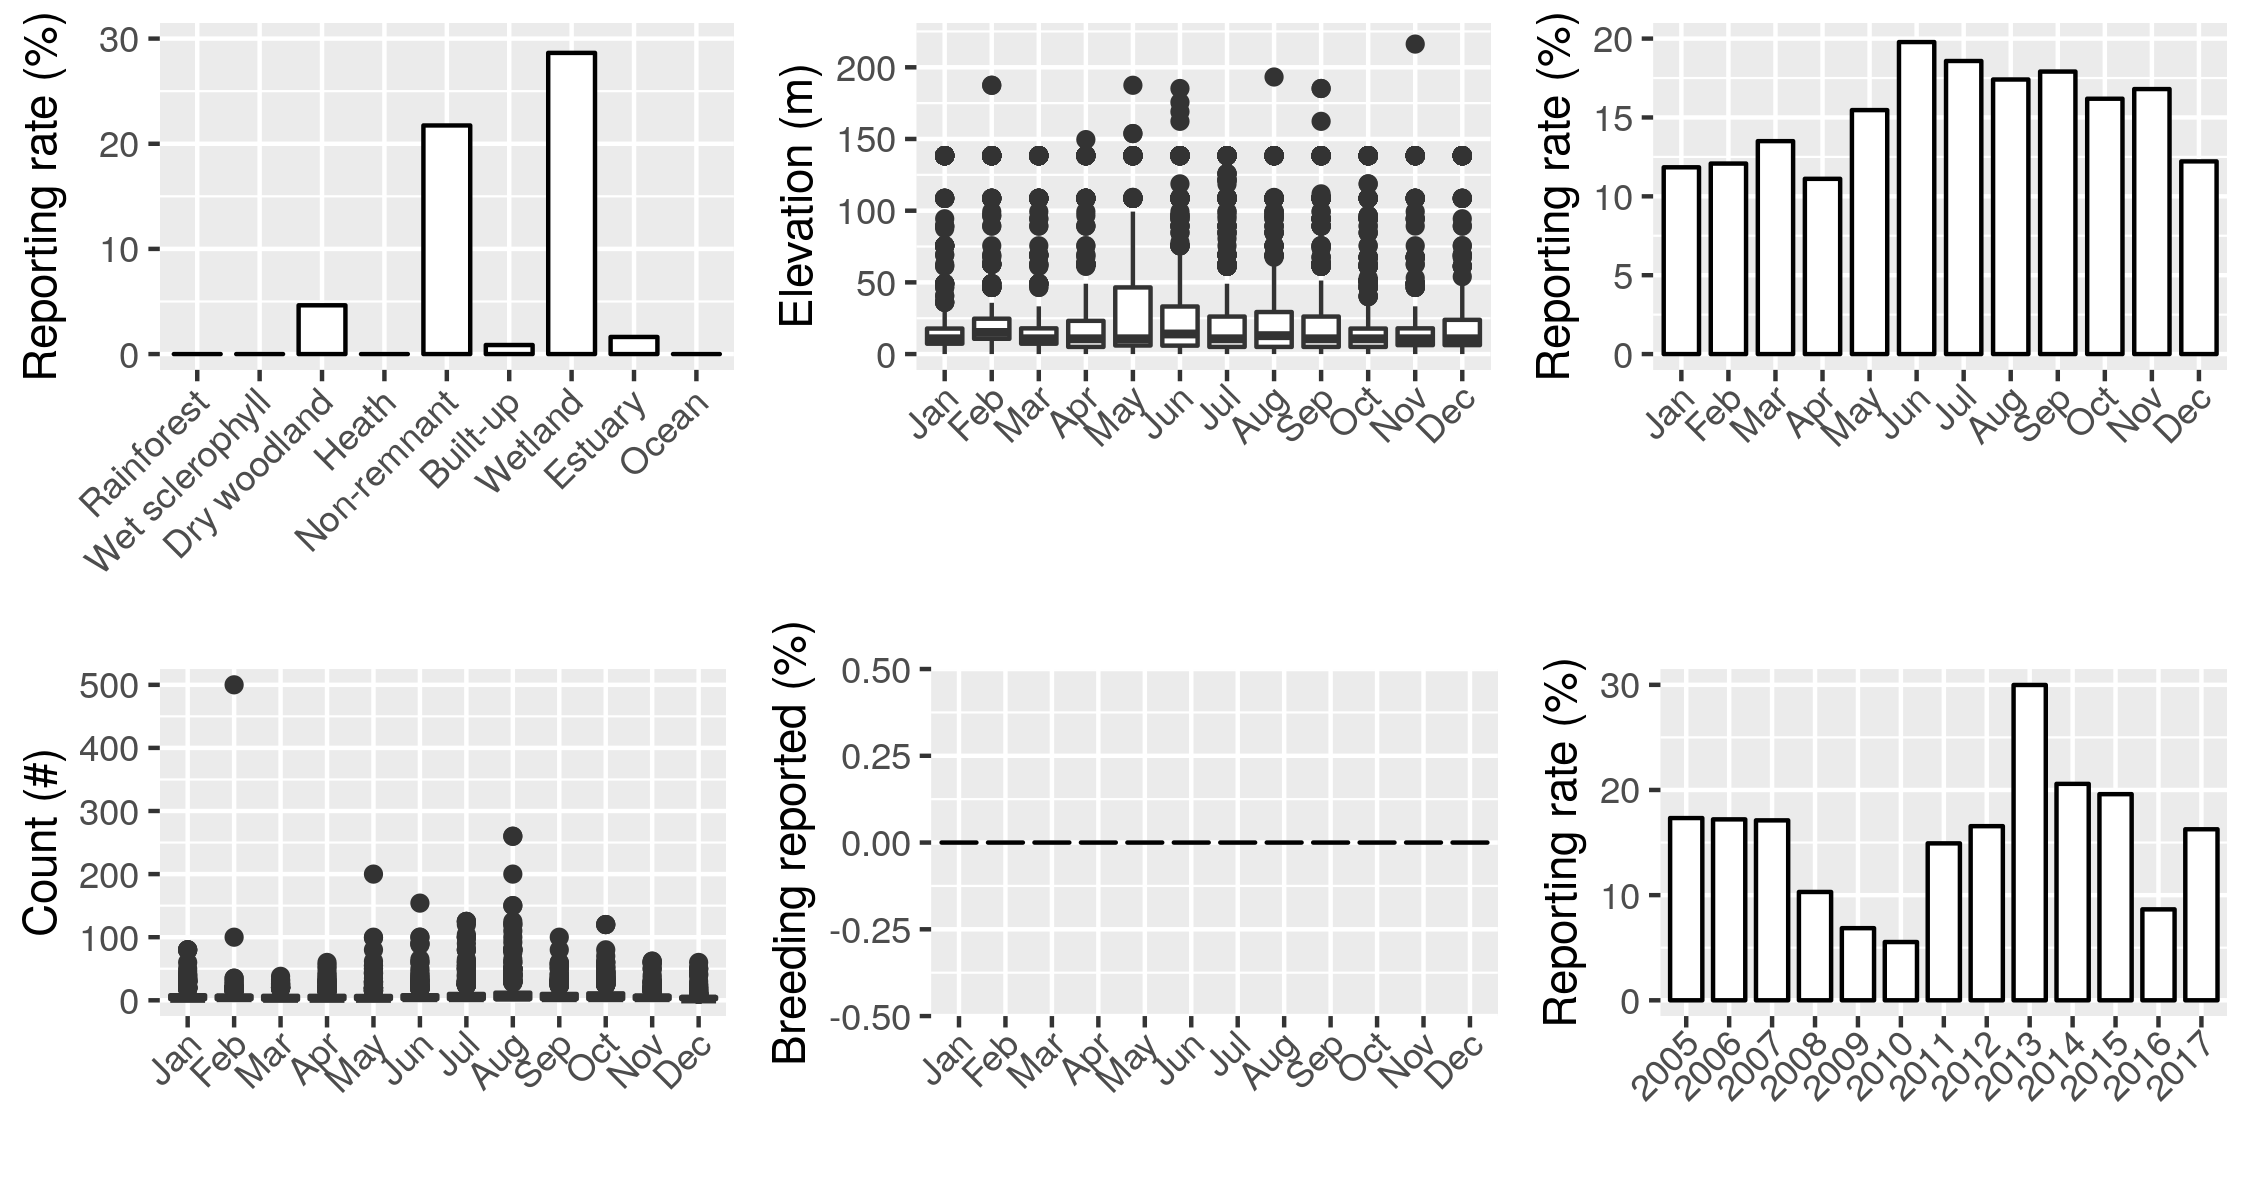 Reporting rate (%)
30
20
10
0
Rainforest
Wet sclerophyll
Dry woodland
Heath
Non-remnant
Built-up
Wetland
Estuary
Ocean
Elevation (m)
200
150
100
50
0
Jan
Feb
Mar
Apr
May
Jun
Jul
Aug
Sep
Oct
Nov
Dec
Reporting rate (%)
20
15
10
5
0
Jan
Feb
Mar
Apr
May
Jun
Jul
Aug
Sep
Oct
Nov
Dec
Count (#)
500
400
300
200
100
0
Jan
Feb
Mar
Apr
May
Jun
Jul
Aug
Sep
Oct
Nov
Dec
Breeding reported (%)
0.50
0.25
0.00
-0.25
-0.50
Jan
Feb
Mar
Apr
May
Jun
Jul
Aug
Sep
Oct
Nov
Dec
Reporting rate (%)
30
20
10
0
2005
2006
2007
2008
2009
2010
2011
2012
2013
2014
2015
2016
2017